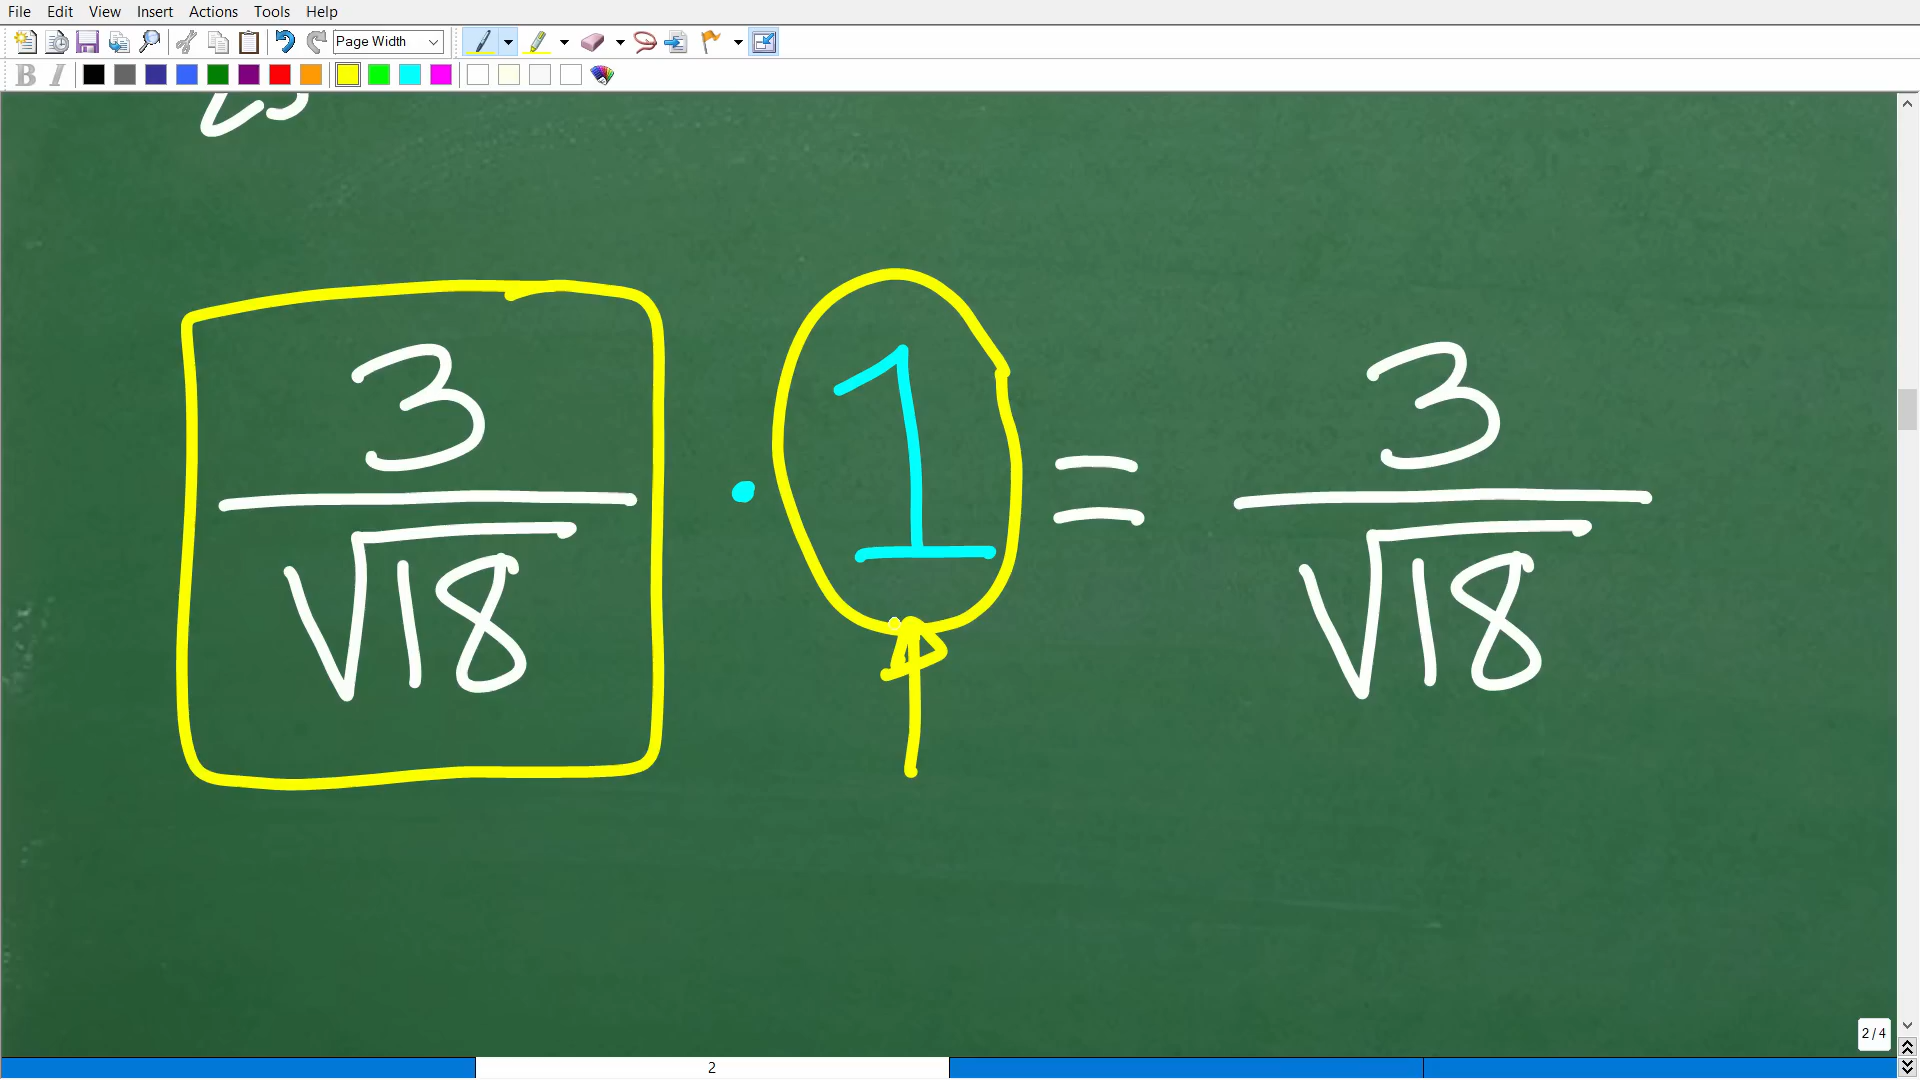 File Edit View Insert Actions Tools Help
Page Width
B I
3/√18 · 1 = 3/√18
2 / 4
2